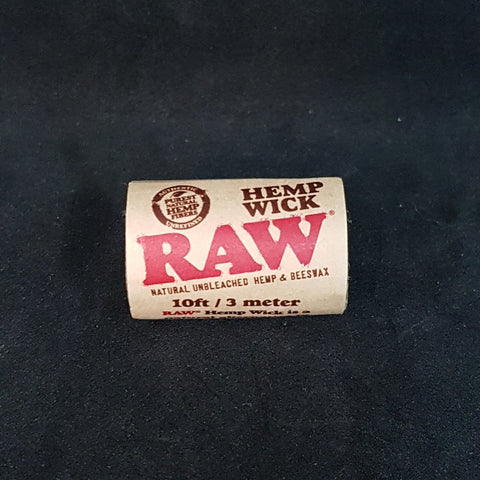 AUTHENTIC
PUREST
NATURAL
HEMP
FIBERS
UNREFINED
HEMP
WICK
RAW®
NATURAL UNBLEACHED HEMP & BEESWAX
10ft / 3 meter
RAW® Hemp Wick is a